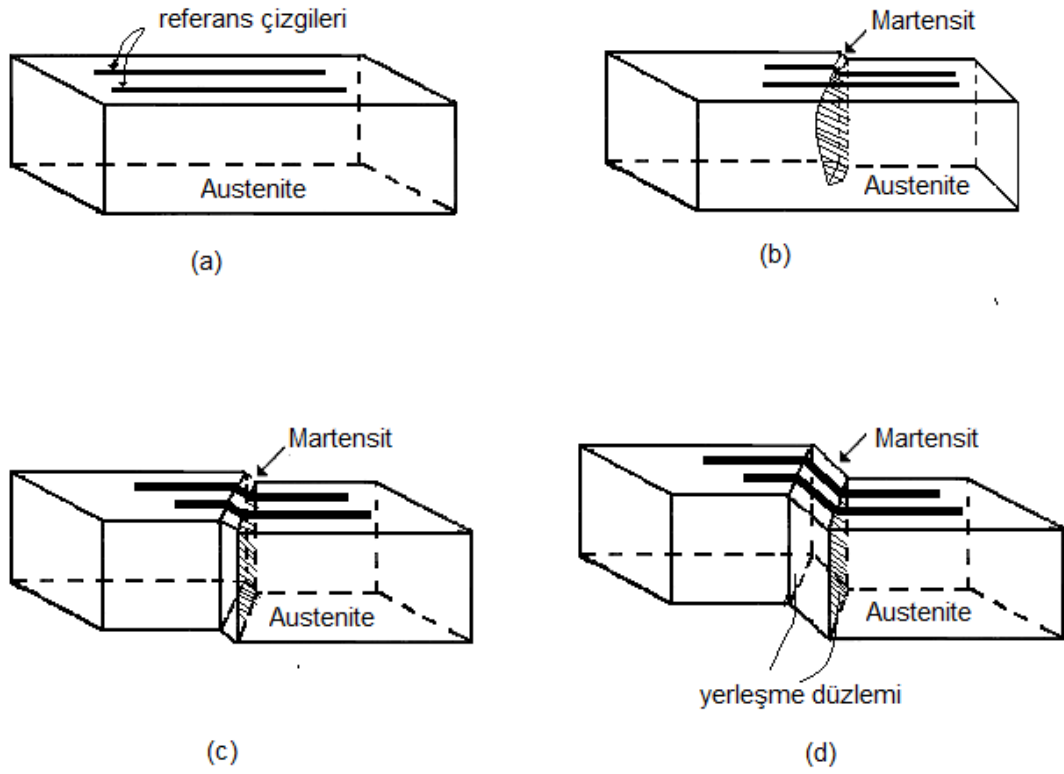 referans çizgileri
Austenite
(a)
Martensit
Austenite
(b)
Martensit
Austenite
(c)
Martensit
Austenite
yerleşme düzlemi
(d)